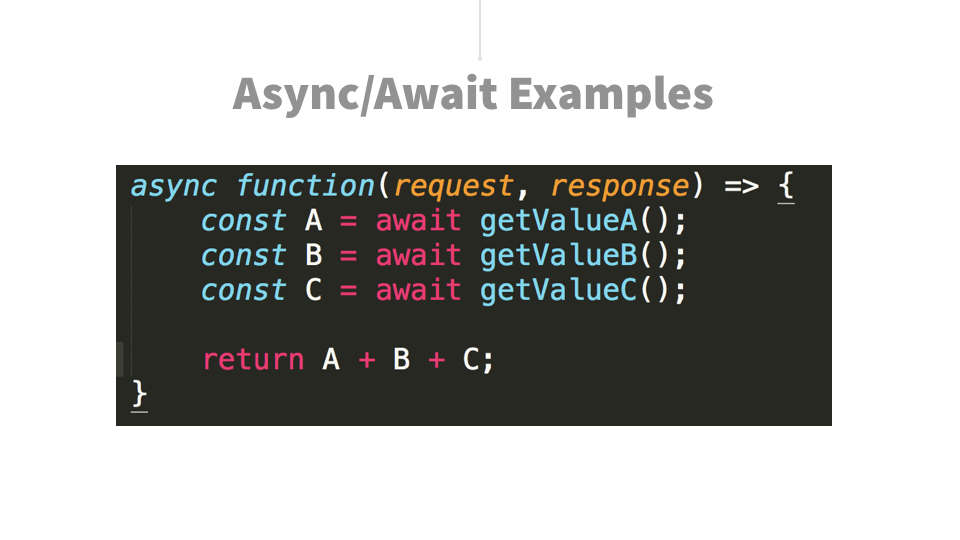 Async/Await Examples
async function(request, response) => {
    const A = await getValueA();
    const B = await getValueB();
    const C = await getValueC();
    return A + B + C;
}